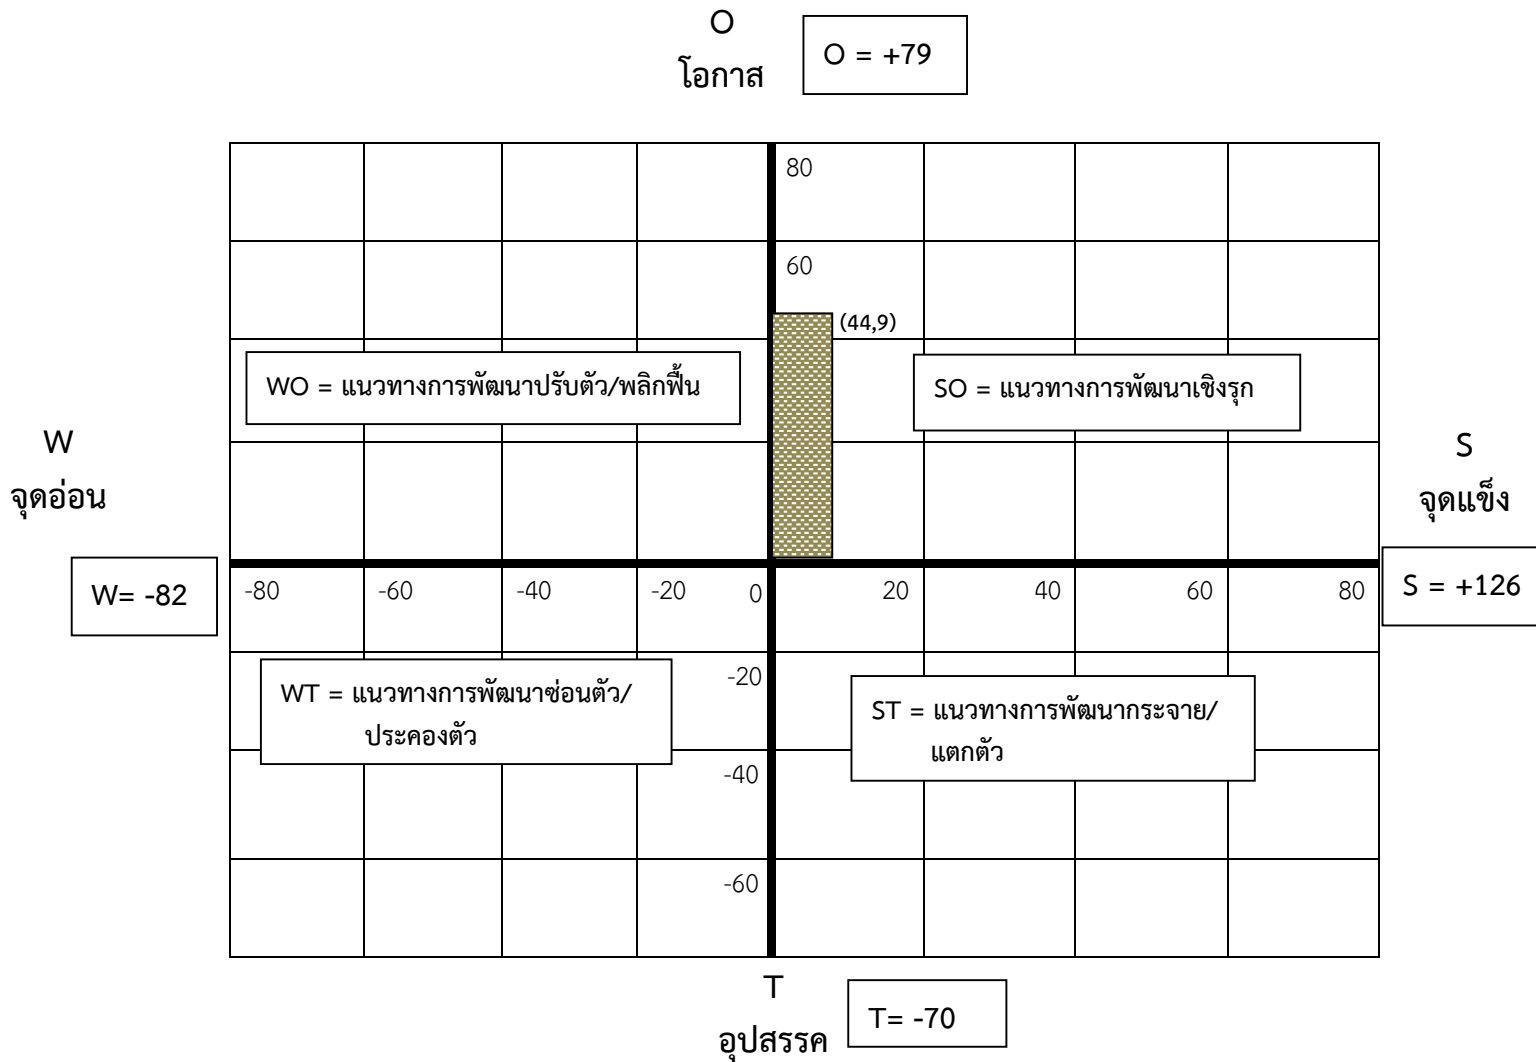 O
โอกาส
O = +79
80
60
(44,9)
WO = แนวทางการพัฒนาปรับตัว/พลิกฟื้น
SO = แนวทางการพัฒนาเชิงรุก
W
จุดอ่อน
S
จุดแข็ง
W= -82
-80
-60
-40
-20
0
20
40
60
80
S = +126
-20
WT = แนวทางการพัฒนาซ่อนตัว/
ประคองตัว
ST = แนวทางการพัฒนากระจาย/
แตกตัว
-40
-60
T
อุปสรรค
T= -70